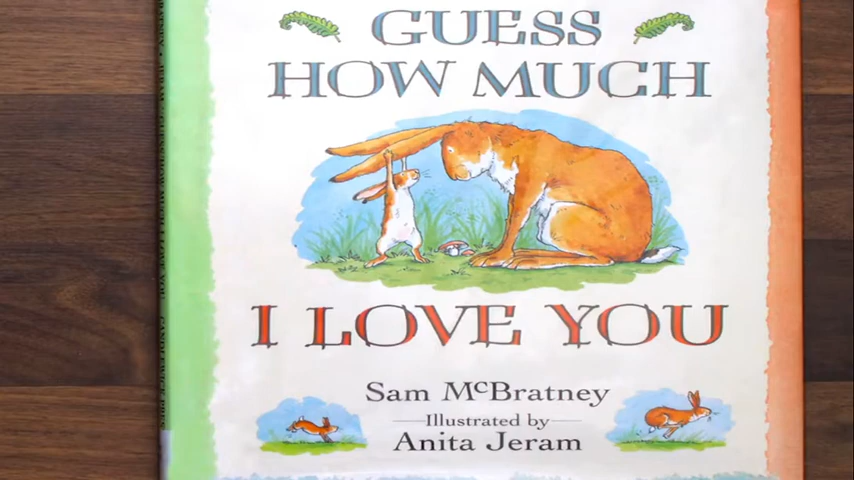 GUESS
HOW MUCH
I LOVE YOU
Sam McBratney
Illustrated by
Anita Jeram